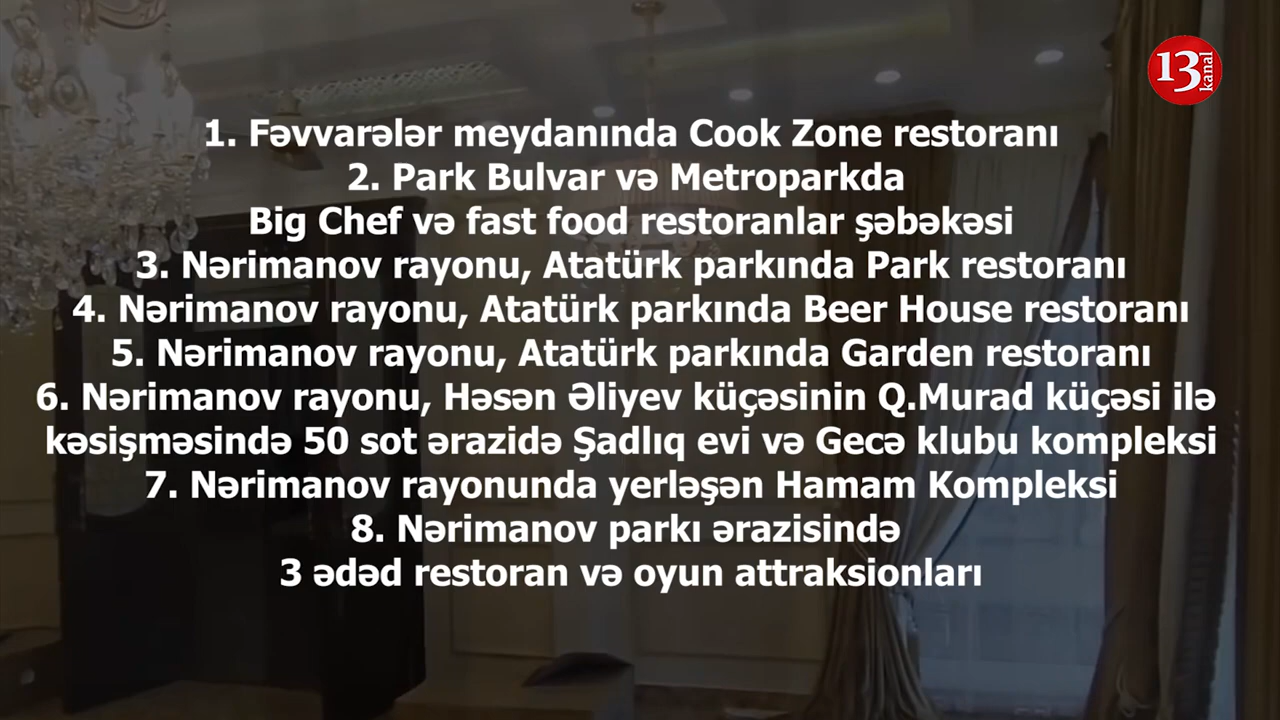 13 kanal
1. Fəvvarələr meydanında Cook Zone restoranı
2. Park Bulvar və Metroparkda
Big Chef və fast food restoranlar şəbəkəsi
3. Nərimanov rayonu, Atatürk parkında Park restoranı
4. Nərimanov rayonu, Atatürk parkında Beer House restoranı
5. Nərimanov rayonu, Atatürk parkında Garden restoranı
6. Nərimanov rayonu, Həsən Əliyev küçəsinin Q.Murad küçəsi ilə
kəsişməsində 50 sot ərazidə Şadlıq evi və Gecə klubu kompleksi
7. Nərimanov rayonunda yerləşən Hamam Kompleksi
8. Nərimanov parkı ərazisində
3 ədəd restoran və oyun attraksionları